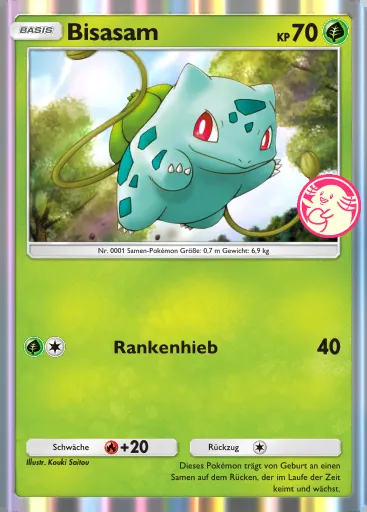 BASIS Bisasam KP 70
Nr. 0001 Samen-Pokémon Größe: 0,7 m Gewicht: 6,9 kg
Rankenhieb 40
Schwäche +20 Rückzug
Illustr. Kouki Saitou
Dieses Pokémon trägt von Geburt an einen
Samen auf dem Rücken, der im Laufe der Zeit
keimt und wächst.